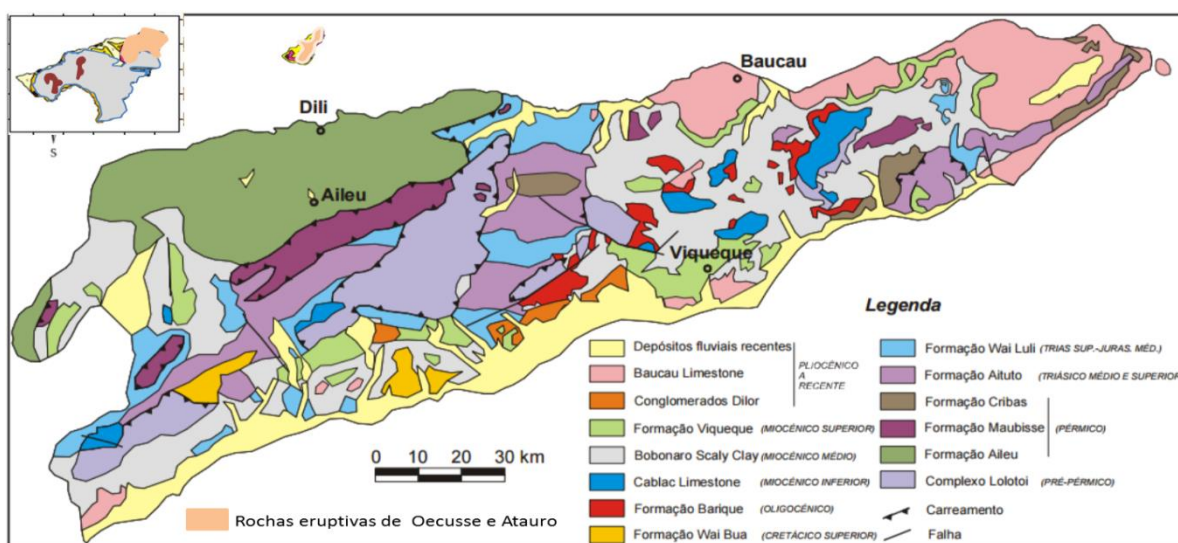 S
Baucau
Dili
Aileu
Viqueque
Legenda
0 10 20 30 km
Rochas eruptivas de Oecusse e Atauro
Depósitos fluviais recentes
Baucau Limestone
Conglomerados Dilor
PLIOCÉNICO
A
RECENTE
Formação Viqueque (MIOCÉNICO SUPERIOR)
Bobonaro Scaly Clay (MIOCÉNICO MÉDIO)
Cablac Limestone (MIOCÉNICO INFERIOR)
Formação Barique (OLIGOCÉNICO)
Formação Wai Bua (CRETÁCICO SUPERIOR)
Formação Wai Luli (TRIAS SUP.-JURAS. MÉD.)
Formação Aituto (TRIÁSICO MÉDIO E SUPERIOR
Formação Cribas
Formação Maubisse
Formação Aileu
(PÉRMICO)
Complexo Lolotoi (PRÉ-PÉRMICO)
Carreamento
Falha